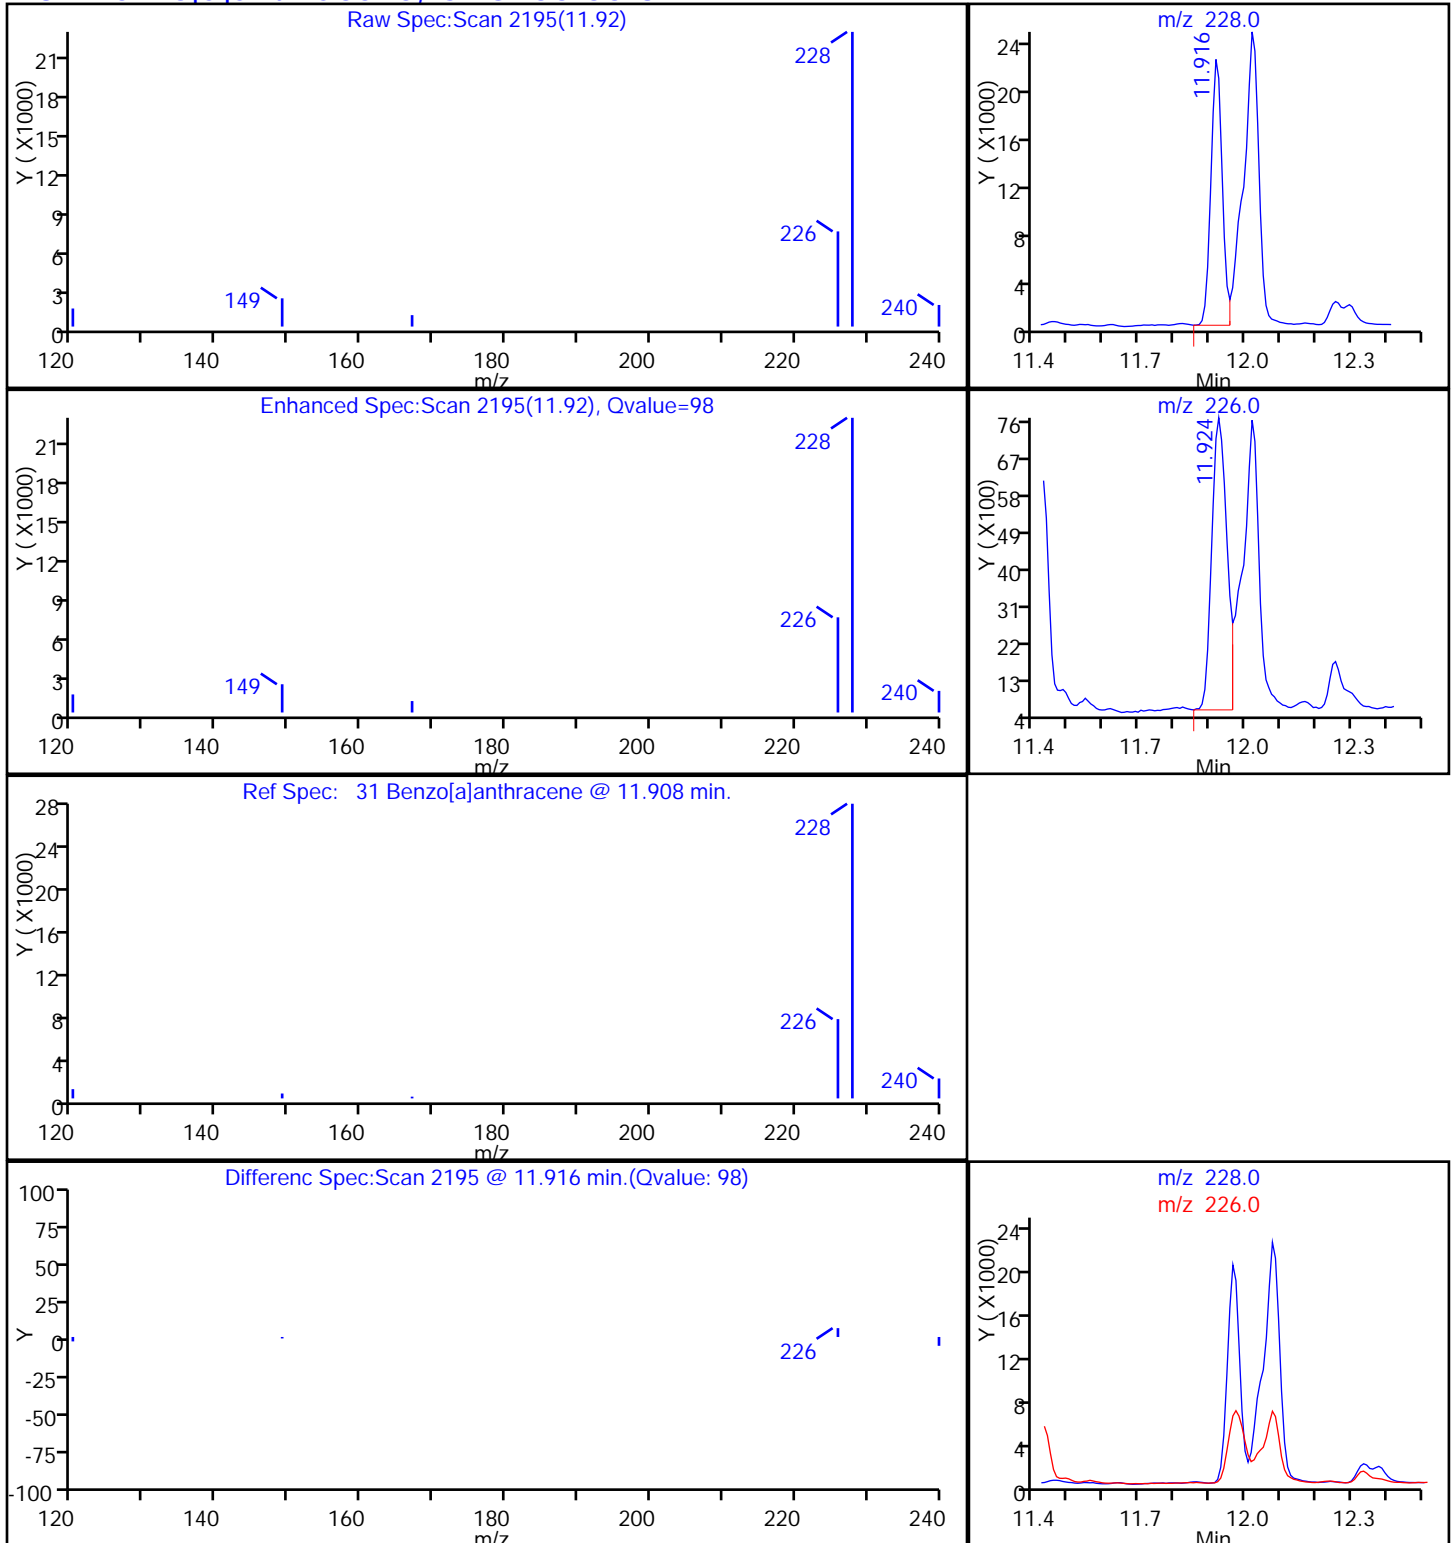 Raw Spec:Scan 2195(11.92)
21
18
15
12
9
6
3
0
Y ( X1000)
228
226
149
240
120 140 160 180 200 220 240
m/z
m/z 228.0
24
20
16
12
8
4
0
Y ( X1000)
11.916
11.4 11.7 12.0 12.3
Min
Enhanced Spec:Scan 2195(11.92), Qvalue=98
21
18
15
12
9
6
3
0
Y ( X1000)
228
226
149
240
120 140 160 180 200 220 240
m/z
m/z 226.0
76
67
58
49
40
31
22
13
4
Y ( X100)
11.924
11.4 11.7 12.0 12.3
Min
Ref Spec: 31 Benzo[a]anthracene @ 11.908 min.
28
24
20
16
12
8
4
0
Y ( X1000)
228
226
240
120 140 160 180 200 220 240
m/z
Differenc Spec:Scan 2195 @ 11.916 min.(Qvalue: 98)
100
75
50
25
0
-25
-50
-75
-100
Y
226
120 140 160 180 200 220 240
m/z
m/z 228.0
m/z 226.0
24
20
16
12
8
4
0
Y ( X1000)
11.4 11.7 12.0 12.3
Min